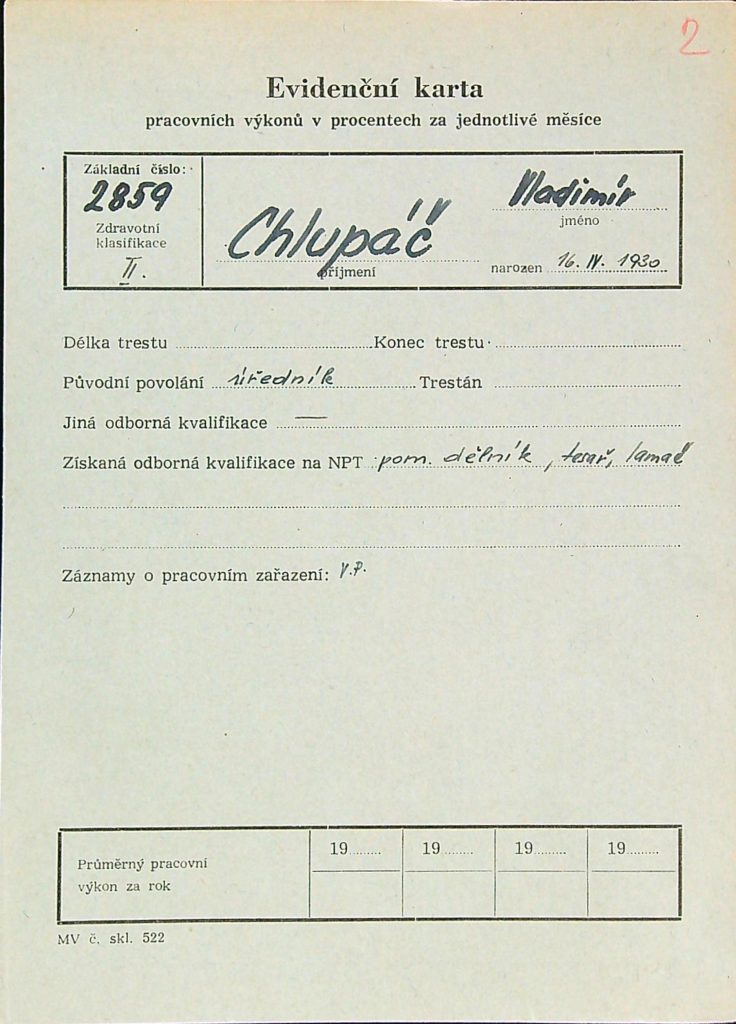 2
Evidenční karta
pracovních výkonů v procentech za jednotlivé měsíce
Základní číslo:
2859
Zdravotní
klasifikace
II.
Chlupáč
příjmení
Vladimír
jméno
narozen 16. IV. 1930
Délka trestu Konec trestu
Původní povolání úředník Trestán
Jiná odborná kvalifikace —
Získaná odborná kvalifikace na NPT pom. dělník, tesař, lamač
Záznamy o pracovním zařazení: V.P.
Průměrný pracovní
výkon za rok
19 19 19 19
MV č. skl. 522